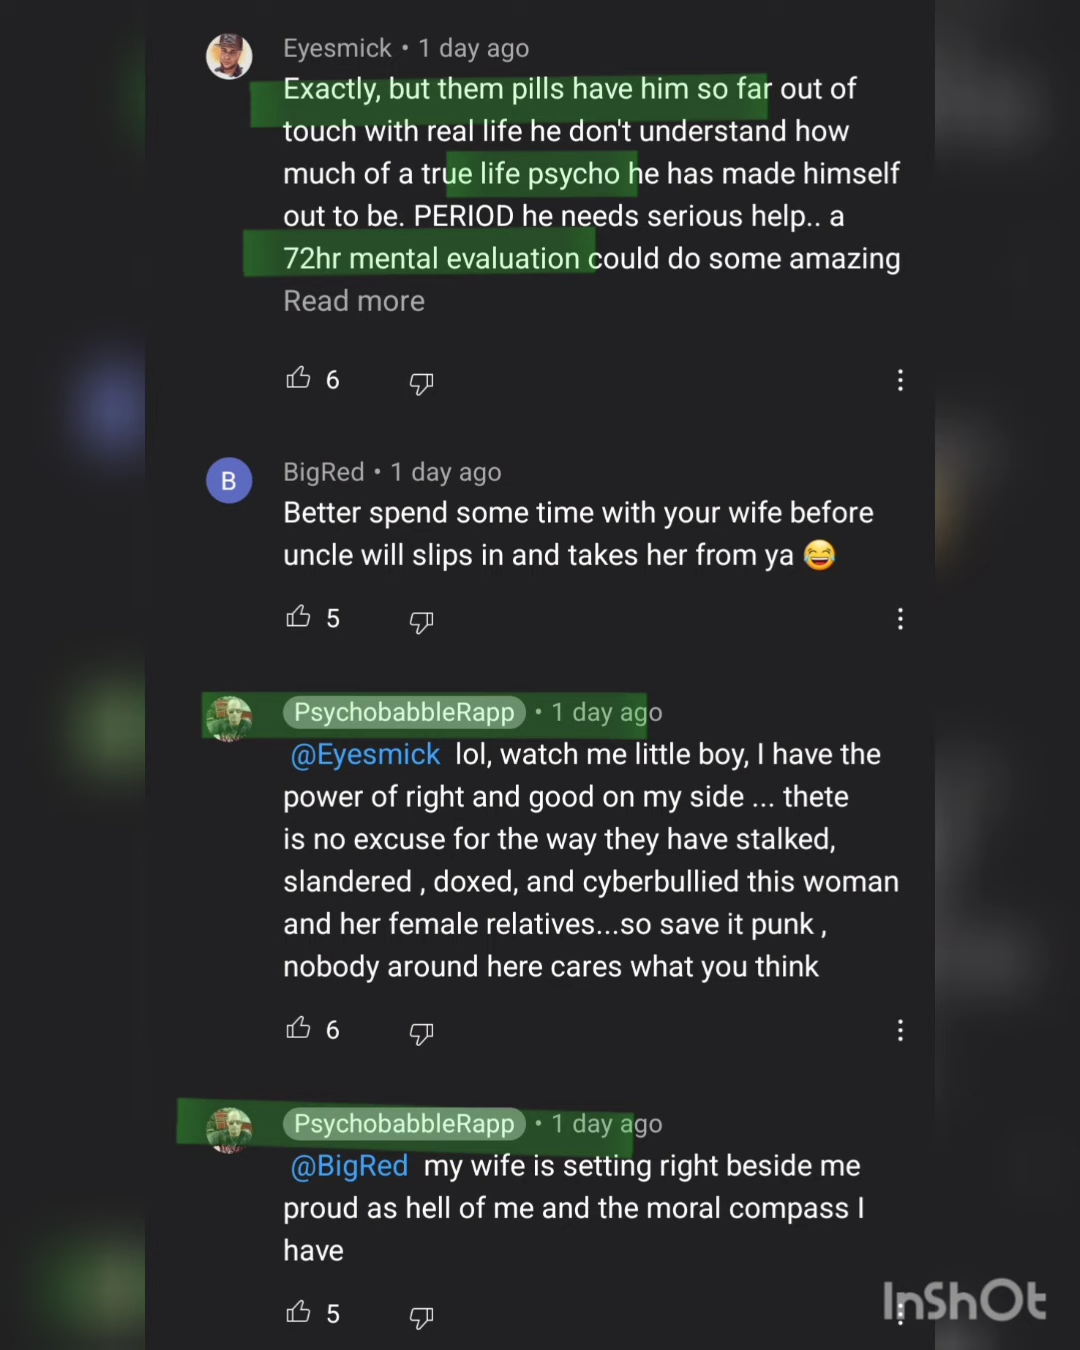 Eyesmick • 1 day ago
Exactly, but them pills have him so far out of
touch with real life he don't understand how
much of a true life psycho he has made himself
out to be. PERIOD he needs serious help.. a
72hr mental evaluation could do some amazing
Read more
6
B
BigRed • 1 day ago
Better spend some time with your wife before
uncle will slips in and takes her from ya 😂
5
PsychobabbleRapp • 1 day ago
@Eyesmick lol, watch me little boy, I have the
power of right and good on my side ... thete
is no excuse for the way they have stalked,
slandered , doxed, and cyberbullied this woman
and her female relatives...so save it punk ,
nobody around here cares what you think
6
PsychobabbleRapp • 1 day ago
@BigRed my wife is setting right beside me
proud as hell of me and the moral compass I
have
5
InShOt